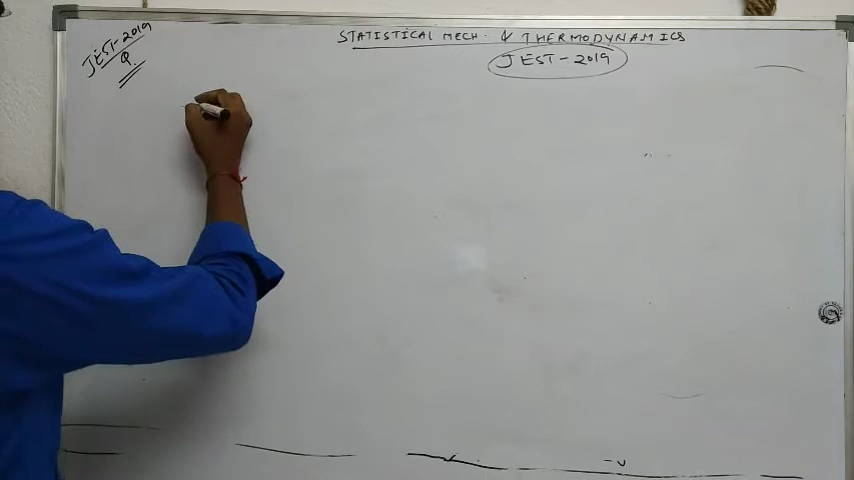 STATISTICAL MECH. & THERMODYNAMICS
JEST-2019
JEST-2019
Q.